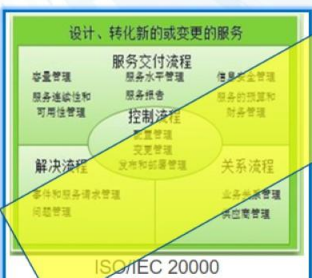 设计、转化新的或变更的服务
服务交付流程
容量管理 服务水平管理 信息安全管理
服务连续性和 服务报告 服务的预算和
可用性管理 财务管理
控制流程
配置管理
变更管理
发布和部署管理
解决流程 关系流程
事件和服务请求管理 业务关系管理
问题管理 供应商管理
ISO/IEC 20000